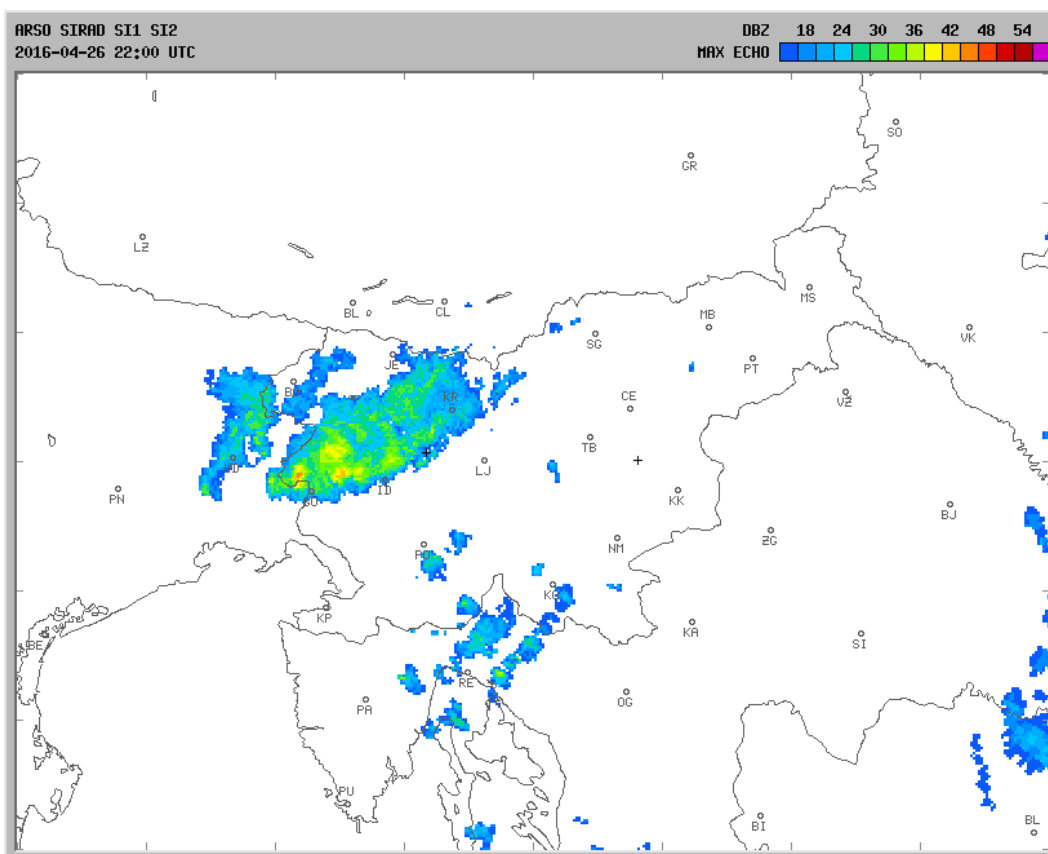 ARSO SIRAD SI1 SI2
2016-04-26 22:00 UTC
DBZ 18 24 30 36 42 48 54
MAX ECHO
SO
GR
LZ
MS
BL
CL
MB
VK
SG
JE
PT
BO
CE
KR
VŽ
TB
LJ
UD
ID
KK
PN
GO
BJ
ZG
NM
PO
KO
KP
KA
SI
BE
RE
OG
PA
PU
BI
BL